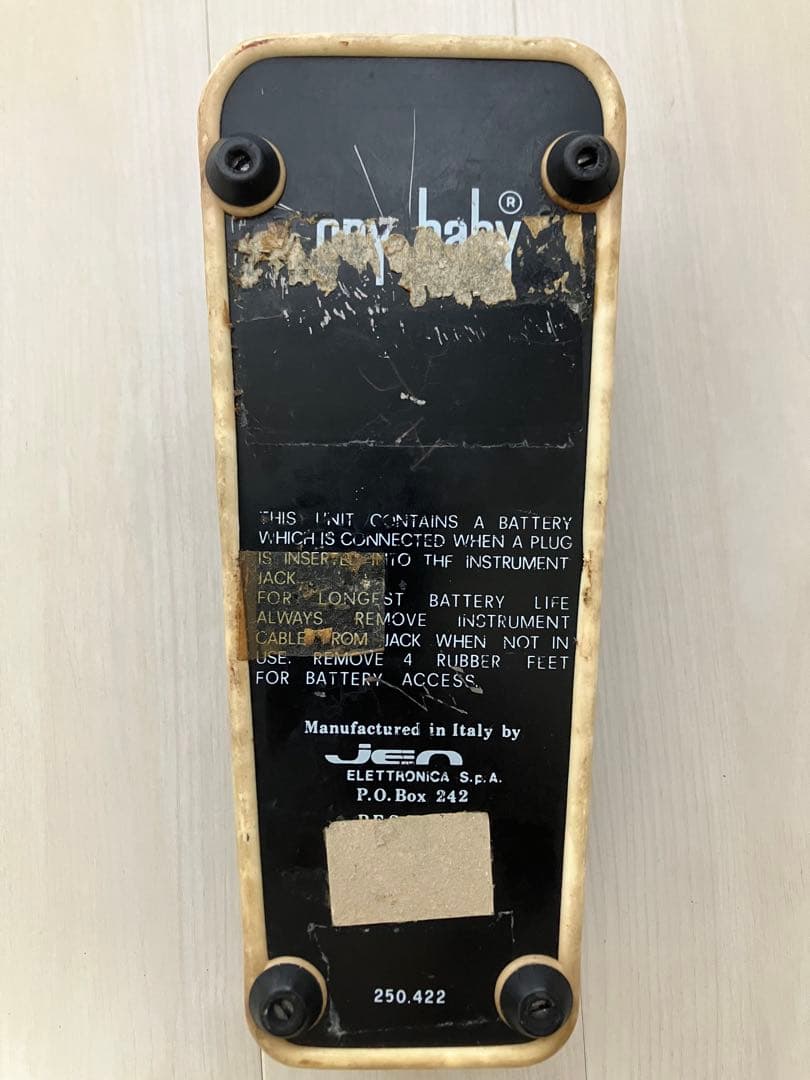 cry baby ®
THIS UNIT CONTAINS A BATTERY
WHICH IS CONNECTED WHEN A PLUG
IS INSERTED INTO THE INSTRUMENT
JACK.
FOR LONGEST BATTERY LIFE
ALWAYS REMOVE INSTRUMENT
CABLE FROM JACK WHEN NOT IN
USE. REMOVE 4 RUBBER FEET
FOR BATTERY ACCESS.
Manufactured in Italy by
Jen
ELETTRONICA S.p.A.
P.O. Box 242
250.422